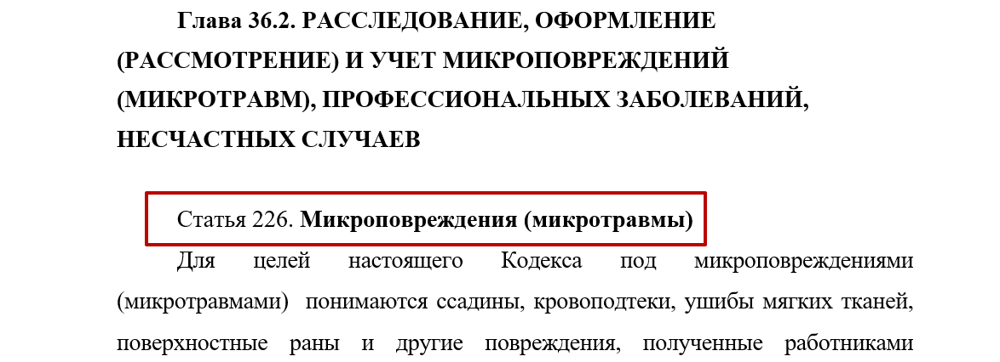 Глава 36.2. РАССЛЕДОВАНИЕ, ОФОРМЛЕНИЕ
(РАССМОТРЕНИЕ) И УЧЕТ МИКРОПОВРЕЖДЕНИЙ
(МИКРОТРАВМ), ПРОФЕССИОНАЛЬНЫХ ЗАБОЛЕВАНИЙ,
НЕСЧАСТНЫХ СЛУЧАЕВ
Статья 226. Микроповреждения (микротравмы)
Для целей настоящего Кодекса под микроповреждениями
(микротравмами) понимаются ссадины, кровоподтеки, ушибы мягких тканей,
поверхностные раны и другие повреждения, полученные работниками